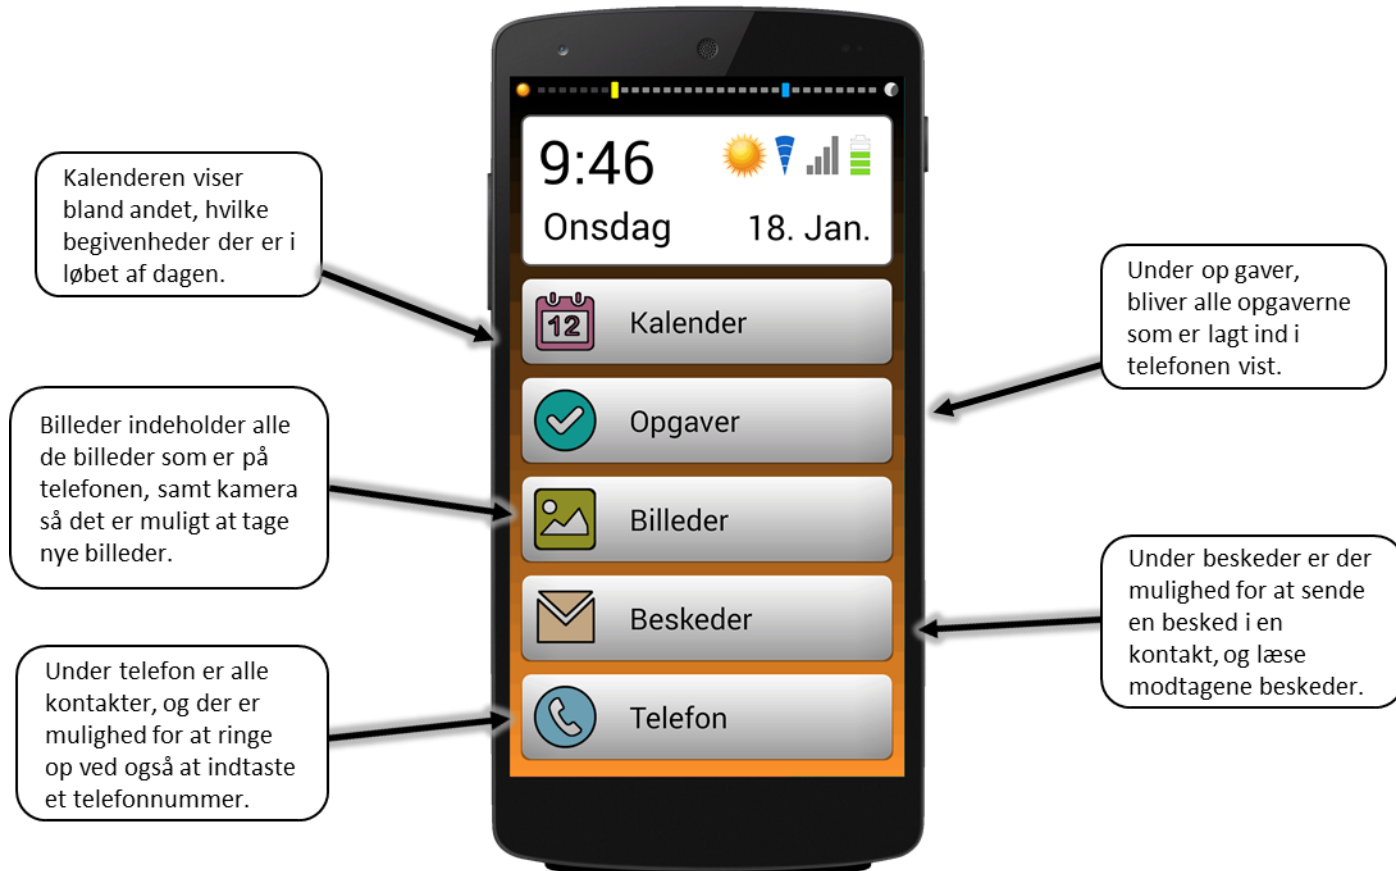 Kalenderen viser
bland andet, hvilke
begivenheder der er i
løbet af dagen.
Billeder indeholder alle
de billeder som er på
telefonen, samt kamera
så det er muligt at tage
nye billeder.
Under telefon er alle
kontakter, og der er
mulighed for at ringe
op ved også at indtaste
et telefonnummer.
9:46
Onsdag 18. Jan.
12 Kalender
Opgaver
Billeder
Beskeder
Telefon
Under op gaver,
bliver alle opgaverne
som er lagt ind i
telefonen vist.
Under beskeder er der
mulighed for at sende
en besked i en
kontakt, og læse
modtagene beskeder.